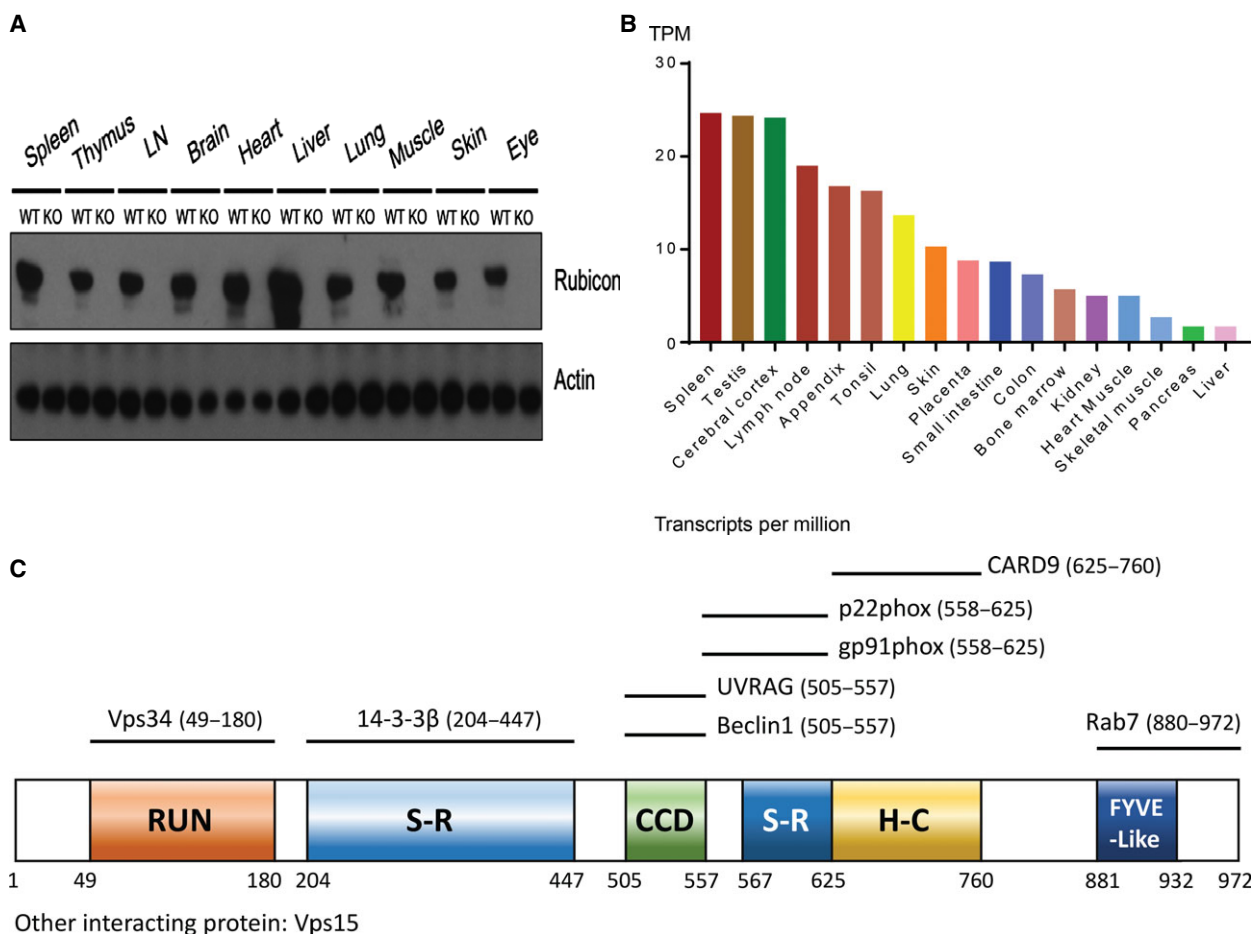 A
Spleen Thymus LN Brain Heart Liver Lung Muscle Skin Eye
WT KO WT KO WT KO WT KO WT KO WT KO WT KO WT KO WT KO WT KO
Rubicon
Actin
B
TPM
30
20
10
0
Spleen Testis Cerebral cortex Lymph node Appendix Tonsil Lung Skin Placenta Small intestine Colon Bone marrow Kidney Heart Muscle Skeletal muscle Pancreas Liver
Transcripts per million
C
CARD9 (625–760)
p22phox (558–625)
gp91phox (558–625)
UVRAG (505–557)
Vps34 (49–180) 14-3-3β (204–447) Beclin1 (505–557) Rab7 (880–972)
RUN S-R CCD S-R H-C FYVE
-Like
1 49 180 204 447 505 557 567 625 760 881 932 972
Other interacting protein: Vps15